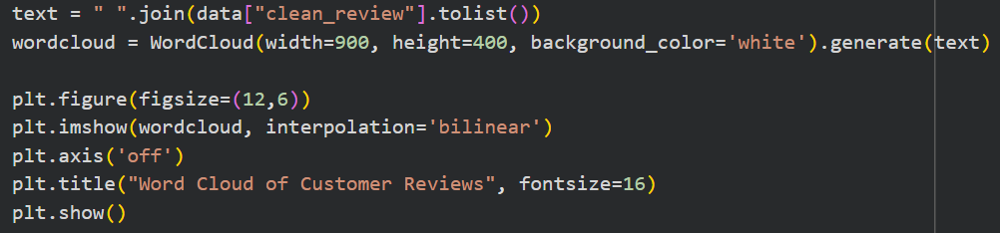 text = " ".join(data["clean_review"].tolist())
wordcloud = WordCloud(width=900, height=400, background_color='white').generate(text)
plt.figure(figsize=(12,6))
plt.imshow(wordcloud, interpolation='bilinear')
plt.axis('off')
plt.title("Word Cloud of Customer Reviews", fontsize=16)
plt.show()